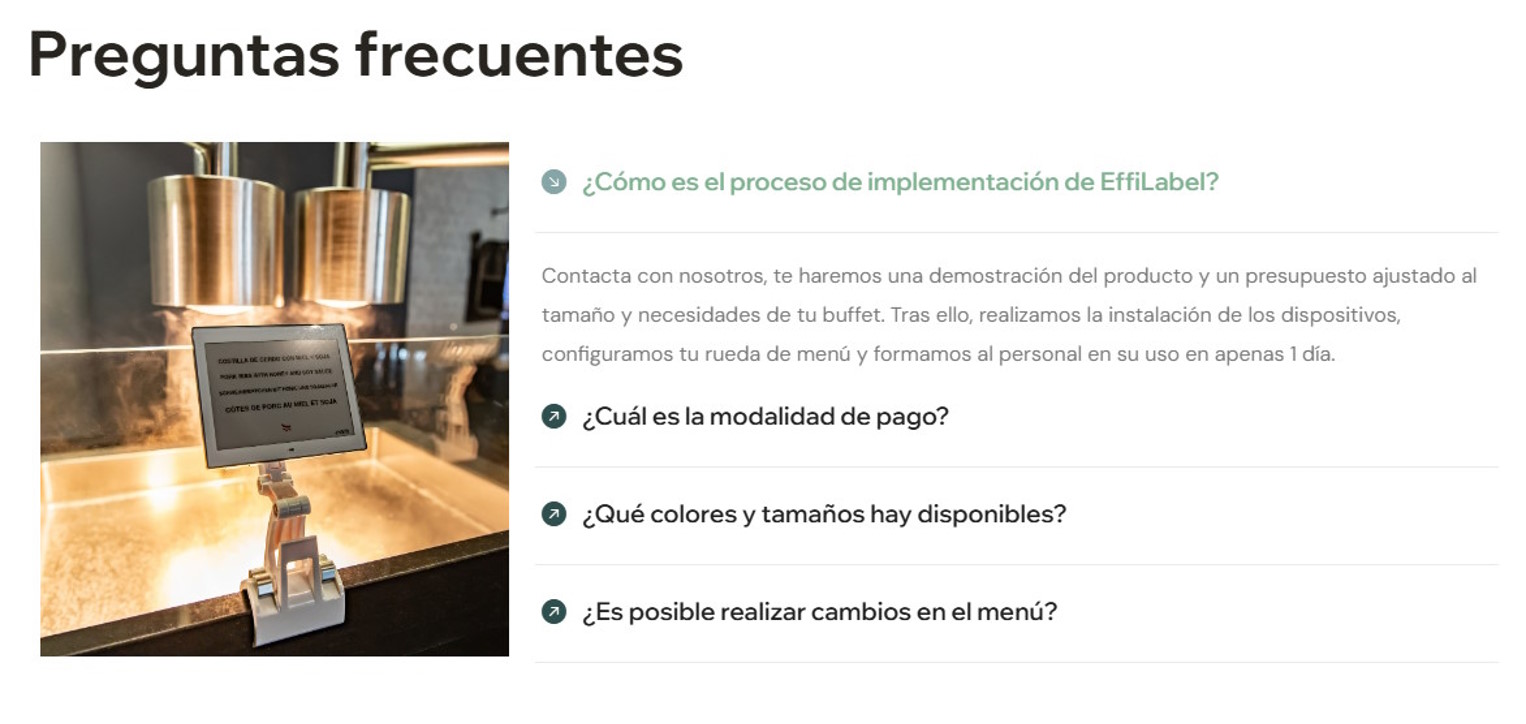 Preguntas frecuentes
¿Cómo es el proceso de implementación de EffiLabel?
Contacta con nosotros, te haremos una demostración del producto y un presupuesto ajustado al
tamaño y necesidades de tu buffet. Tras ello, realizamos la instalación de los dispositivos,
configuramos tu rueda de menú y formamos al personal en su uso en apenas 1 día.
¿Cuál es la modalidad de pago?
¿Qué colores y tamaños hay disponibles?
¿Es posible realizar cambios en el menú?
COSTILLA DE CERDO CON MIEL Y SOJA
PORK RIBS WITH HONEY AND SOY SAUCE
CÔTES DE PORC AU MIEL ET SOJA